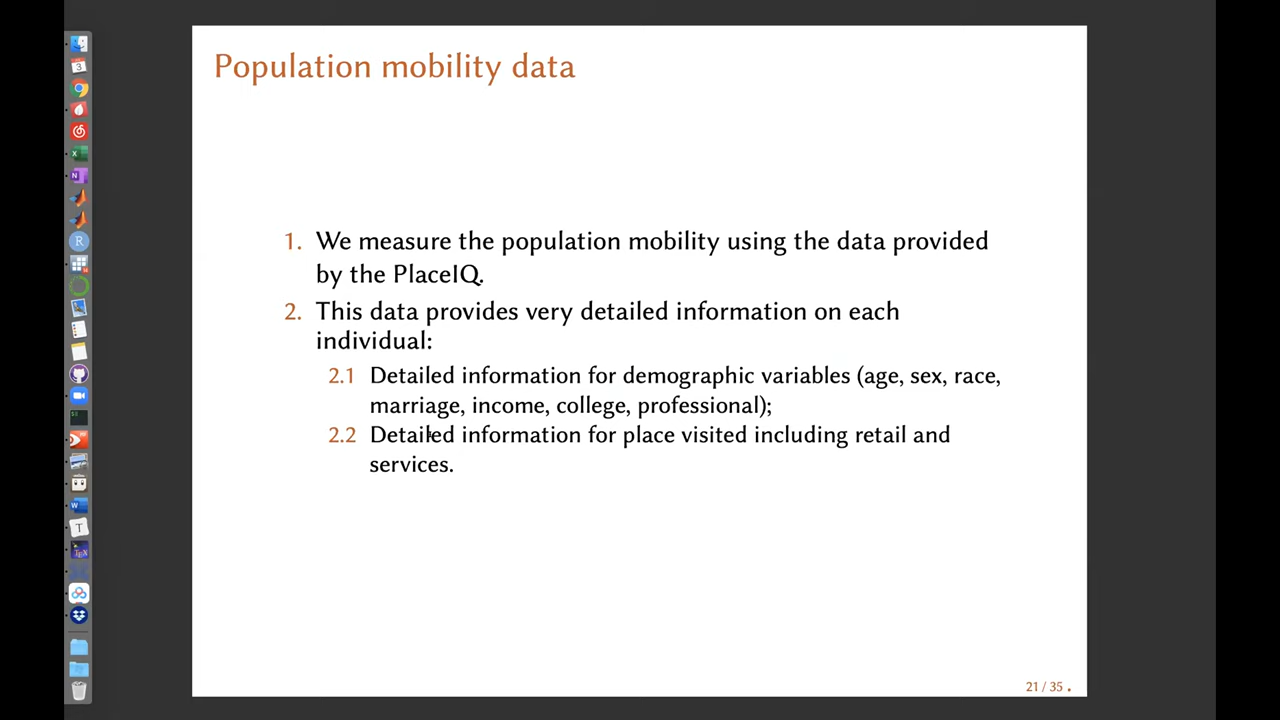 Population mobility data
1. We measure the population mobility using the data provided
by the PlaceIQ.
2. This data provides very detailed information on each
individual:
2.1 Detailed information for demographic variables (age, sex, race,
marriage, income, college, professional);
2.2 Detailed information for place visited including retail and
services.
21 / 35